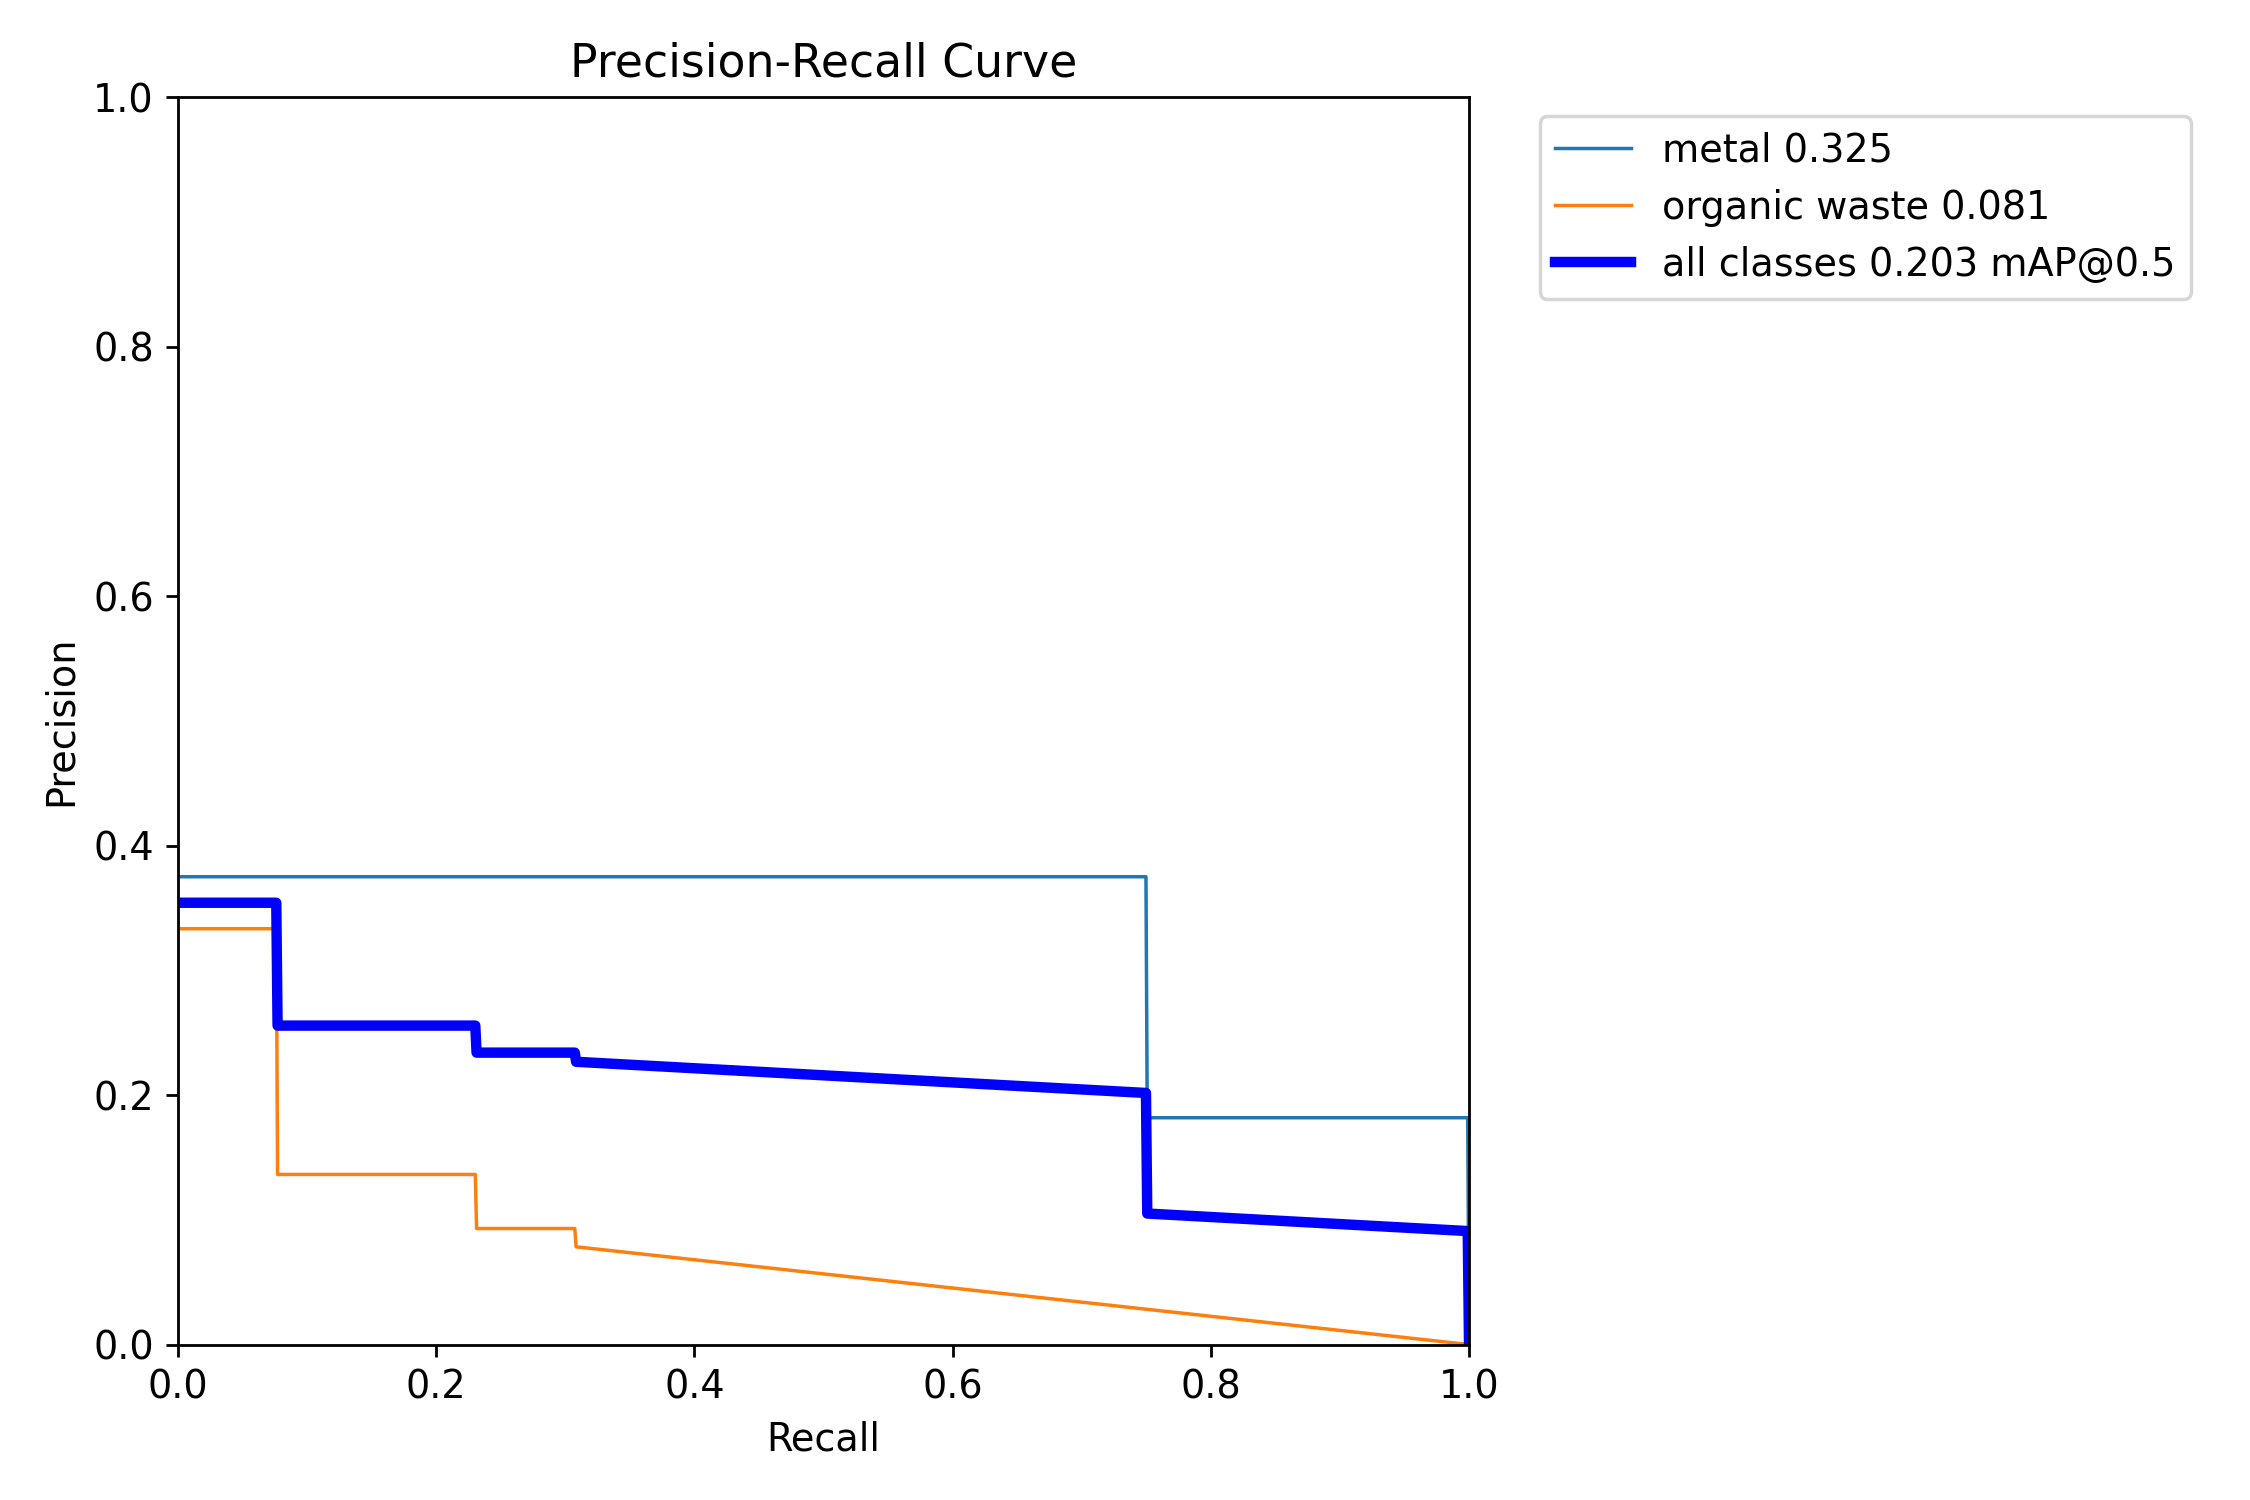 Precision-Recall Curve
1.0
0.8
0.6
0.4
0.2
0.0
Precision
0.0 0.2 0.4 0.6 0.8 1.0
Recall
metal 0.325
organic waste 0.081
all classes 0.203 mAP@0.5